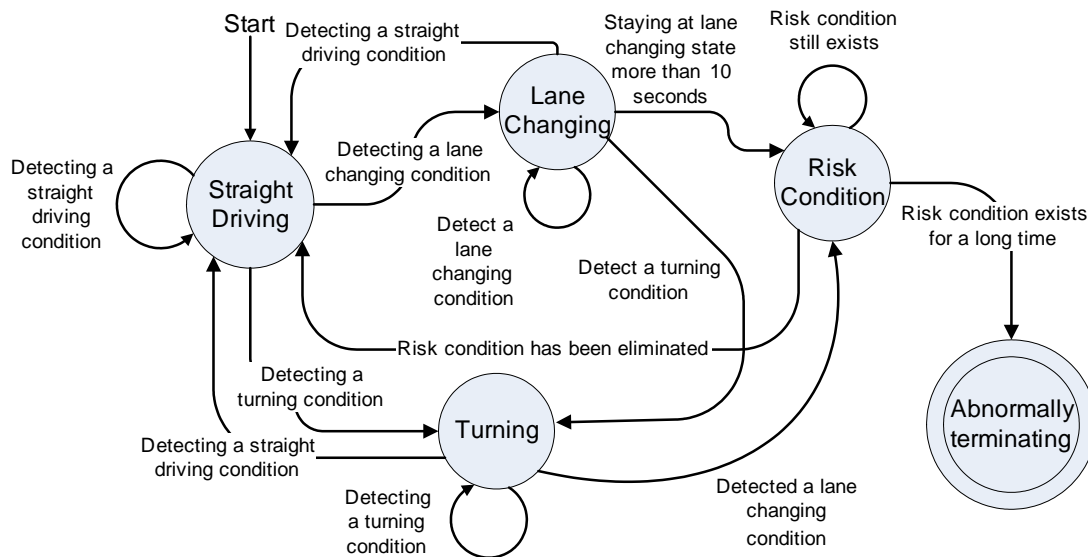 Start
Detecting a straight
driving condition
Staying at lane
changing state
more than 10
seconds
Risk condition
still exists
Lane
Changing
Detecting a
straight
driving
condition
Straight
Driving
Detecting a lane
changing condition
Risk
Condition
Risk condition exists
for a long time
Detect a
lane
changing
condition
Detect a turning
condition
Risk condition has been eliminated
Detecting a
turning condition
Turning
Abnormally
terminating
Detecting a straight
driving condition
Detecting
a turning
condition
Detected a lane
changing
condition